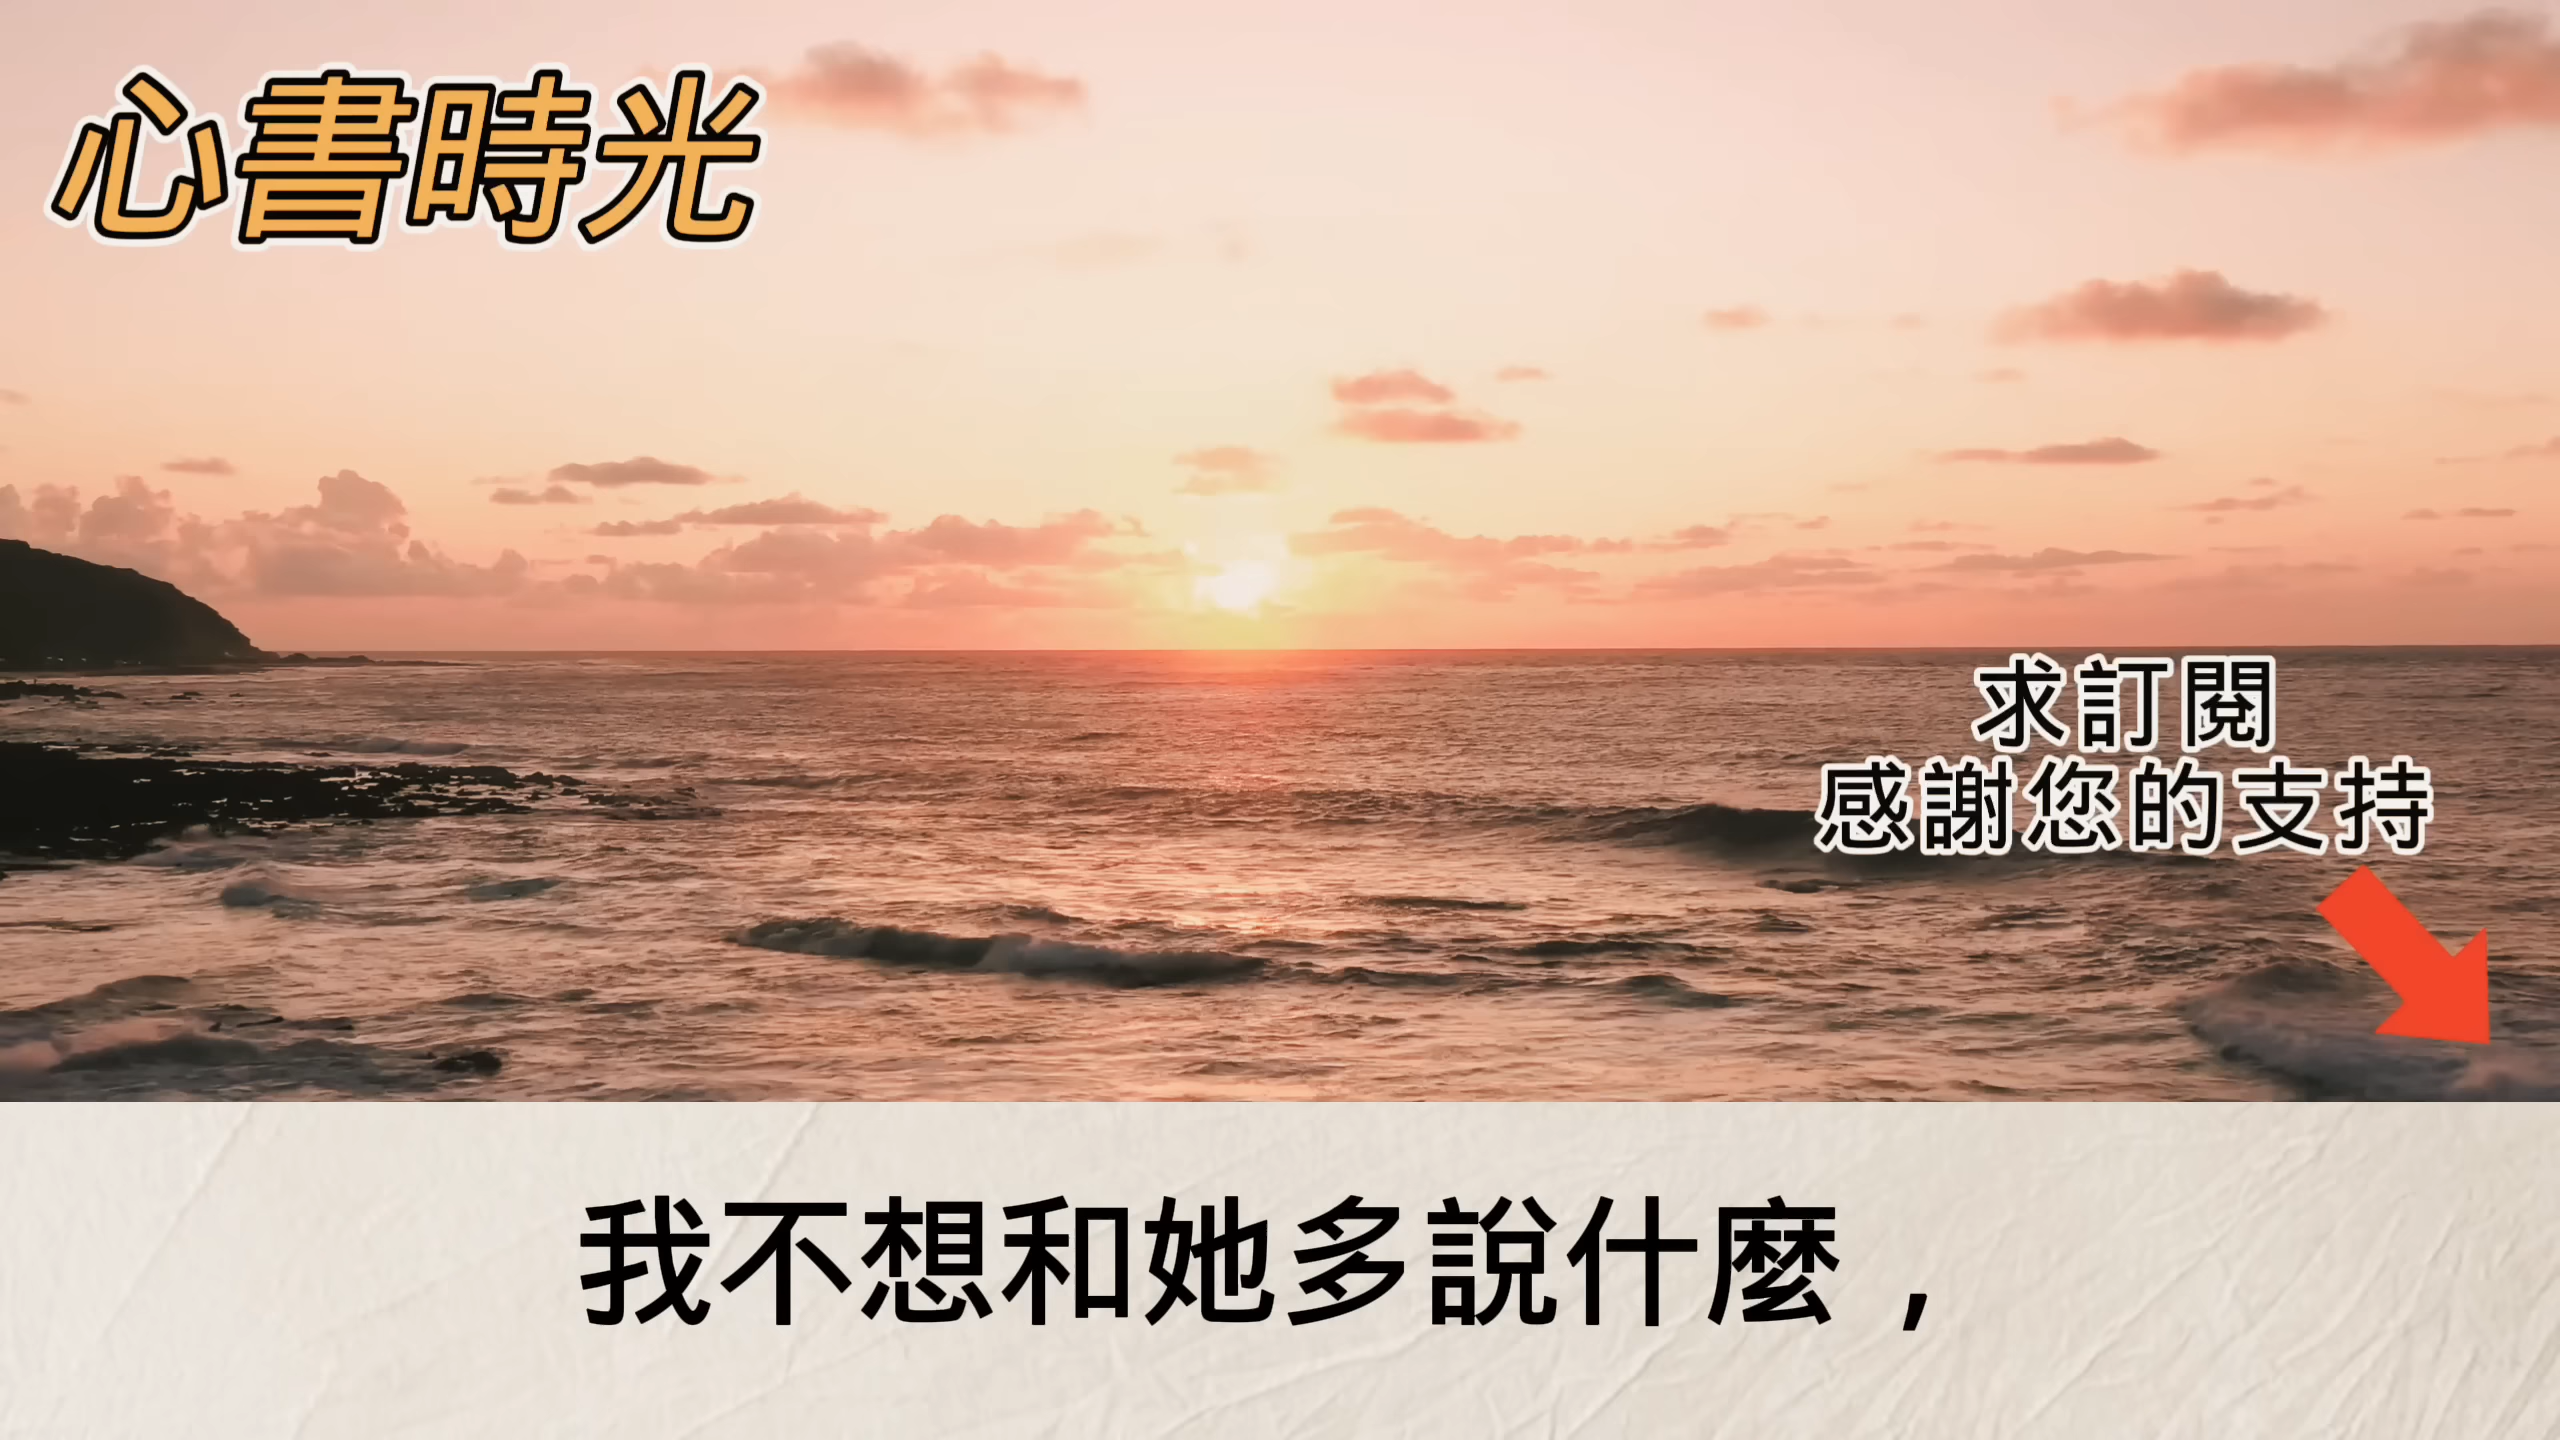 心書時光
求訂閱
感謝您的支持
我不想和她多說什麼，